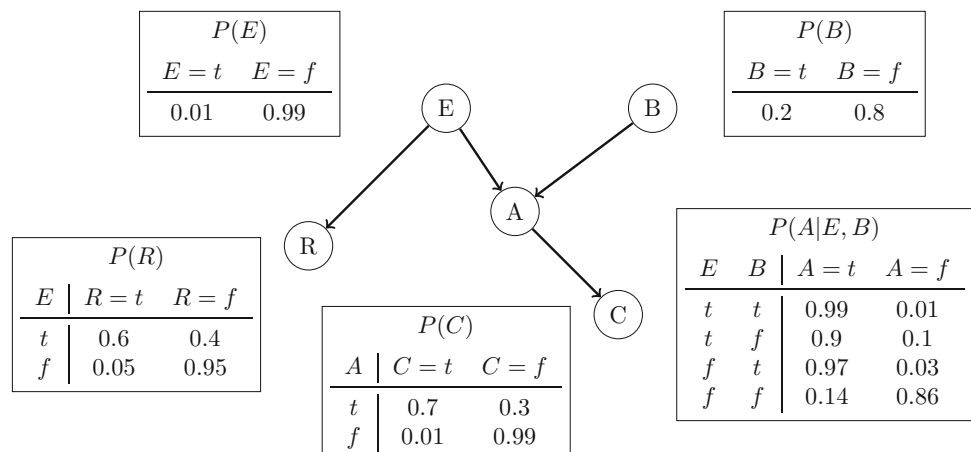 P(E)
E = t E = f
0.01 0.99
P(B)
B = t B = f
0.2 0.8
E
B
A
R
C
P(R)
E R = t R = f
t 0.6 0.4
f 0.05 0.95
P(C)
A C = t C = f
t 0.7 0.3
f 0.01 0.99
P(A|E, B)
E B A = t A = f
t t 0.99 0.01
t f 0.9 0.1
f t 0.97 0.03
f f 0.14 0.86